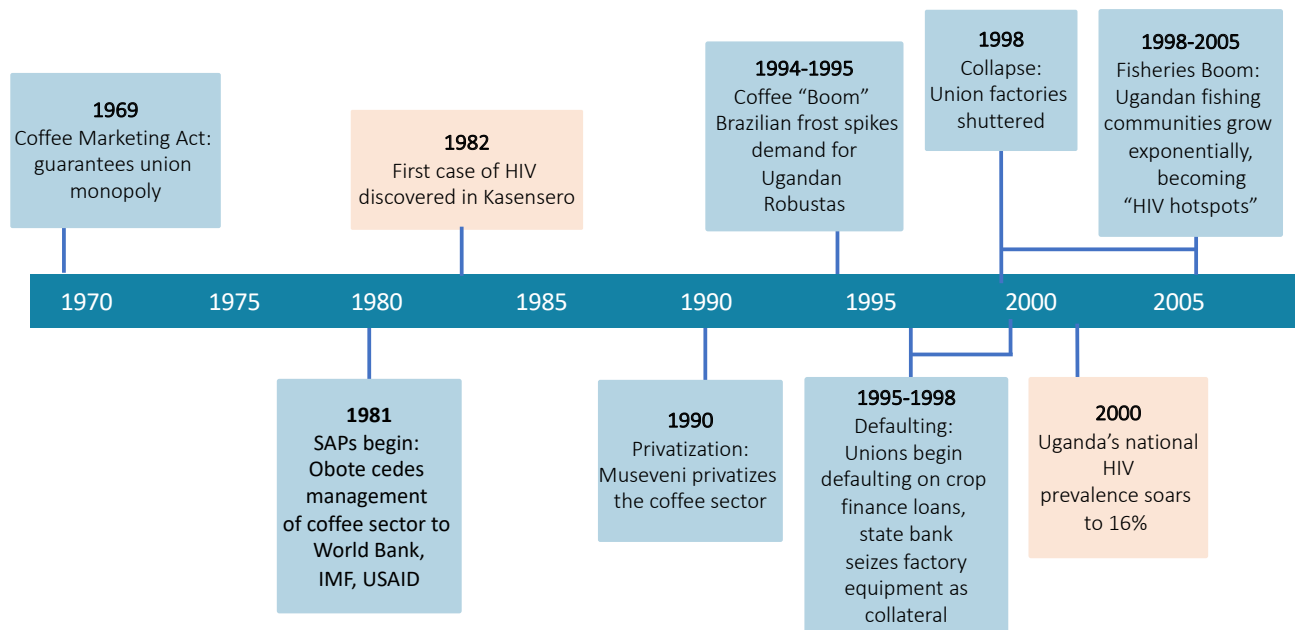 1969
Coffee Marketing Act:
guarantees union
monopoly
1982
First case of HIV
discovered in Kasensero
1994-1995
Coffee “Boom”
Brazilian frost spikes
demand for
Ugandan
Robustas
1998
Collapse:
Union factories
shuttered
1998-2005
Fisheries Boom:
Ugandan fishing
communities grow
exponentially,
becoming
“HIV hotspots”
1970 1975 1980 1985 1990 1995 2000 2005
1981
SAPs begin:
Obote cedes
management
of coffee sector to
World Bank,
IMF, USAID
1990
Privatization:
Museveni privatizes
the coffee sector
1995-1998
Defaulting:
Unions begin
defaulting on crop
finance loans,
state bank
seizes factory
equipment as
collateral
2000
Uganda’s national
HIV
prevalence soars
to 16%